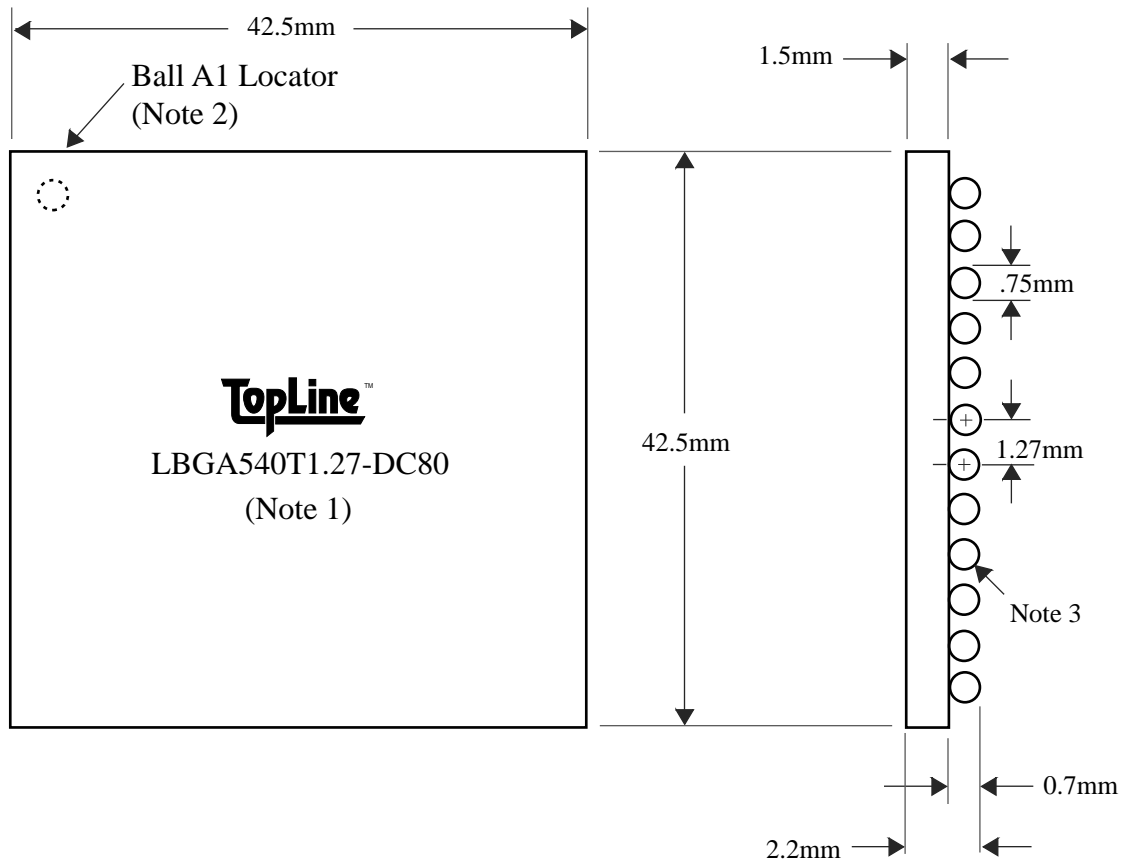 42.5mm
1.5mm
Ball A1 Locator
(Note 2)
.75mm
TopLine™
LBGA540T1.27-DC80
(Note 1)
42.5mm
1.27mm
Note 3
0.7mm
2.2mm